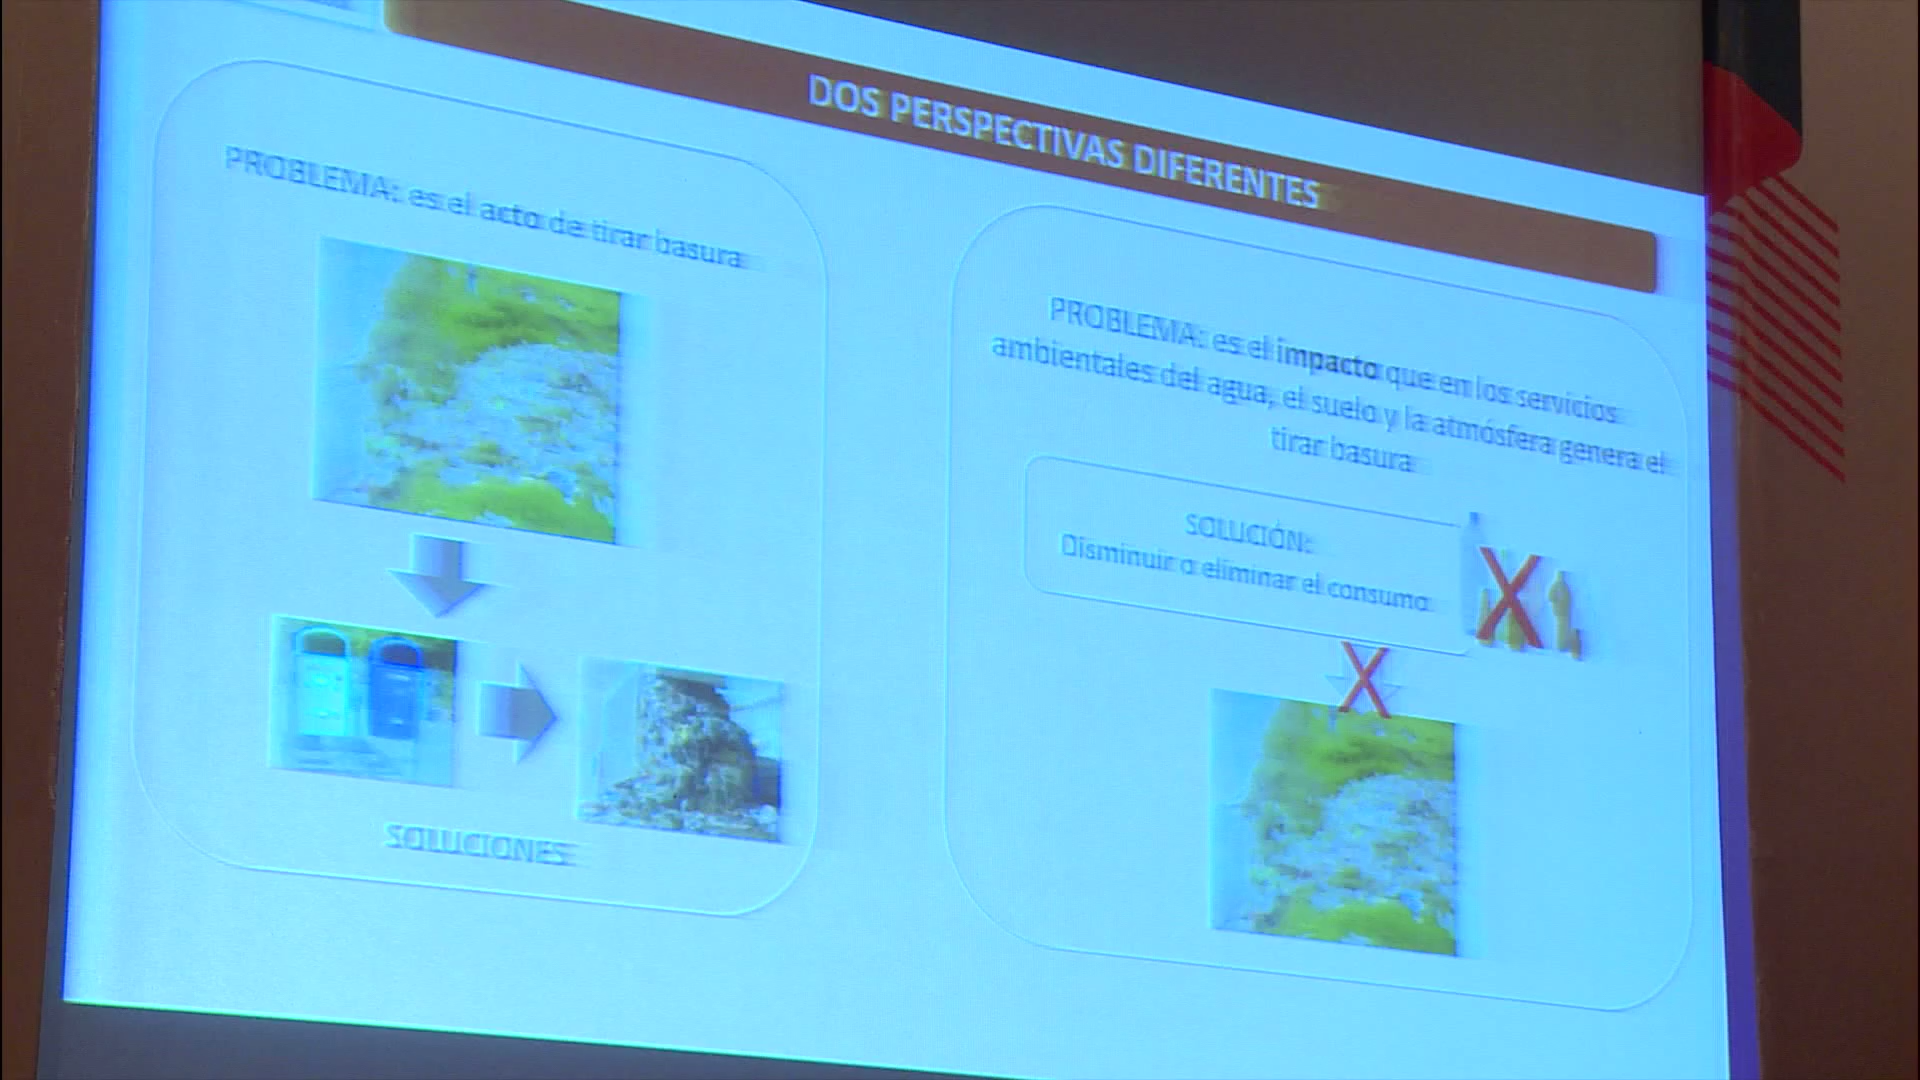 DOS PERSPECTIVAS DIFERENTES
PROBLEMA: es el acto de tirar basura
SOLUCIONES
PROBLEMA: es el impacto que en los servicios
ambientales del agua, el suelo y la atmósfera genera el
tirar basura
SOLUCIÓN:
Disminuir o eliminar el consumo